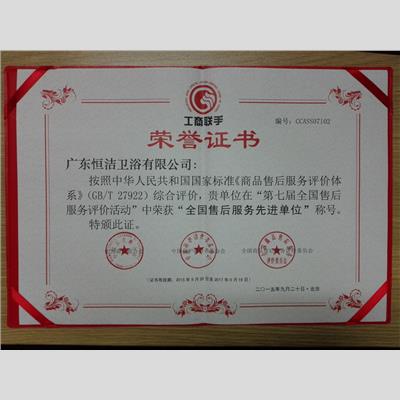 工商联手
编号：CCASS07102
荣誉证书
广东恒洁卫浴有限公司：
按照中华人民共和国国家标准《商品售后服务评价体
系》(GB/T 27922) 综合评价，贵单位在“第七届全国售后
服务评价活动”中荣获“全国售后服务先进单位”称号。
特颁此证。
二〇一五年九月二十日·北京